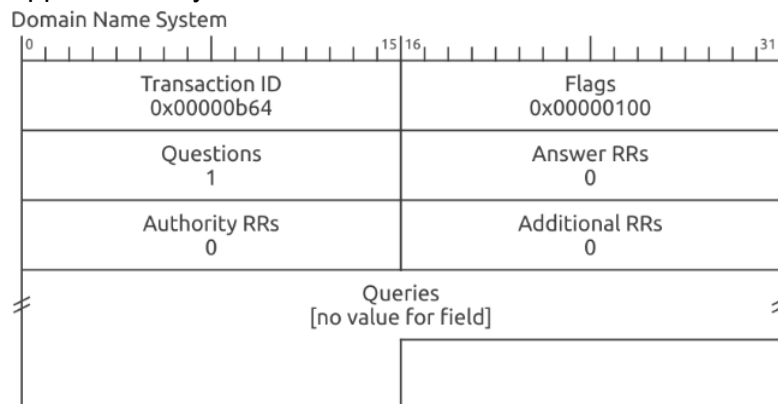 Domain Name System
0 15 16 31
Transaction ID Flags
0x00000b64 0x00000100
Questions Answer RRs
1 0
Authority RRs Additional RRs
0 0
Queries
[no value for field]